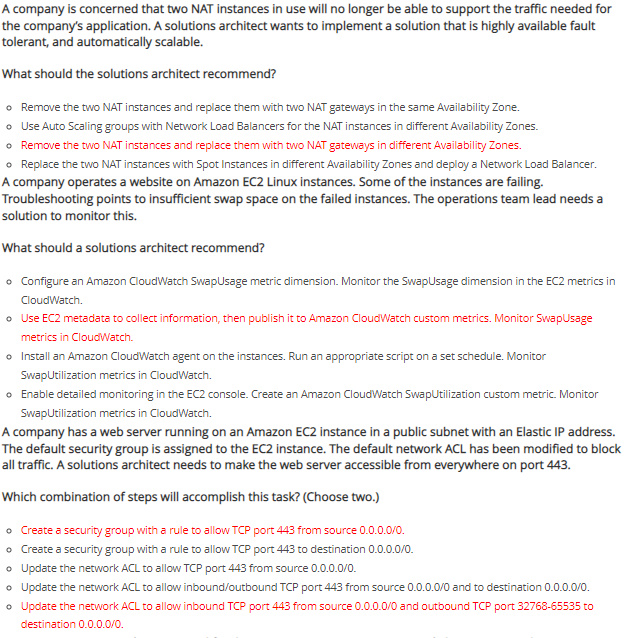 A company is concerned that two NAT instances in use will no longer be able to support the traffic needed for
the company's application. A solutions architect wants to implement a solution that is highly available fault
tolerant, and automatically scalable.
What should the solutions architect recommend?
Remove the two NAT instances and replace them with two NAT gateways in the same Availability Zone.
Use Auto Scaling groups with Network Load Balancers for the NAT instances in different Availability Zones.
Remove the two NAT instances and replace them with two NAT gateways in different Availability Zones.
Replace the two NAT instances with Spot Instances in different Availability Zones and deploy a Network Load Balancer.
A company operates a website on Amazon EC2 Linux instances. Some of the instances are failing.
Troubleshooting points to insufficient swap space on the failed instances. The operations team lead needs a
solution to monitor this.
What should a solutions architect recommend?
Configure an Amazon CloudWatch SwapUsage metric dimension. Monitor the SwapUsage dimension in the EC2 metrics in
CloudWatch.
Use EC2 metadata to collect information, then publish it to Amazon CloudWatch custom metrics. Monitor SwapUsage
metrics in CloudWatch.
Install an Amazon CloudWatch agent on the instances. Run an appropriate script on a set schedule. Monitor
SwapUtilization metrics in CloudWatch.
Enable detailed monitoring in the EC2 console. Create an Amazon CloudWatch SwapUtilization custom metric. Monitor
SwapUtilization metrics in CloudWatch.
A company has a web server running on an Amazon EC2 instance in a public subnet with an Elastic IP address.
The default security group is assigned to the EC2 instance. The default network ACL has been modified to block
all traffic. A solutions architect needs to make the web server accessible from everywhere on port 443.
Which combination of steps will accomplish this task? (Choose two.)
Create a security group with a rule to allow TCP port 443 from source 0.0.0.0/0.
Create a security group with a rule to allow TCP port 443 to destination 0.0.0.0/0.
Update the network ACL to allow TCP port 443 from source 0.0.0.0/0.
Update the network ACL to allow inbound/outbound TCP port 443 from source 0.0.0.0/0 and to destination 0.0.0.0/0.
Update the network ACL to allow inbound TCP port 443 from source 0.0.0.0/0 and outbound TCP port 32768-65535 to
destination 0.0.0.0/0.